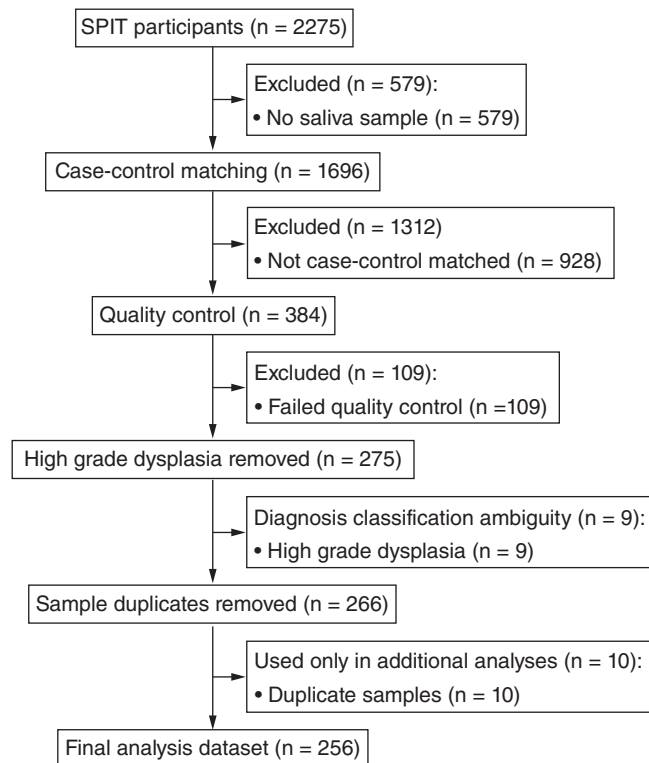 SPIT participants (n = 2275)
Excluded (n = 579):
• No saliva sample (n = 579)
Case-control matching (n = 1696)
Excluded (n = 1312)
• Not case-control matched (n = 928)
Quality control (n = 384)
Excluded (n = 109):
• Failed quality control (n =109)
High grade dysplasia removed (n = 275)
Diagnosis classification ambiguity (n = 9):
• High grade dysplasia (n = 9)
Sample duplicates removed (n = 266)
Used only in additional analyses (n = 10):
• Duplicate samples (n = 10)
Final analysis dataset (n = 256)